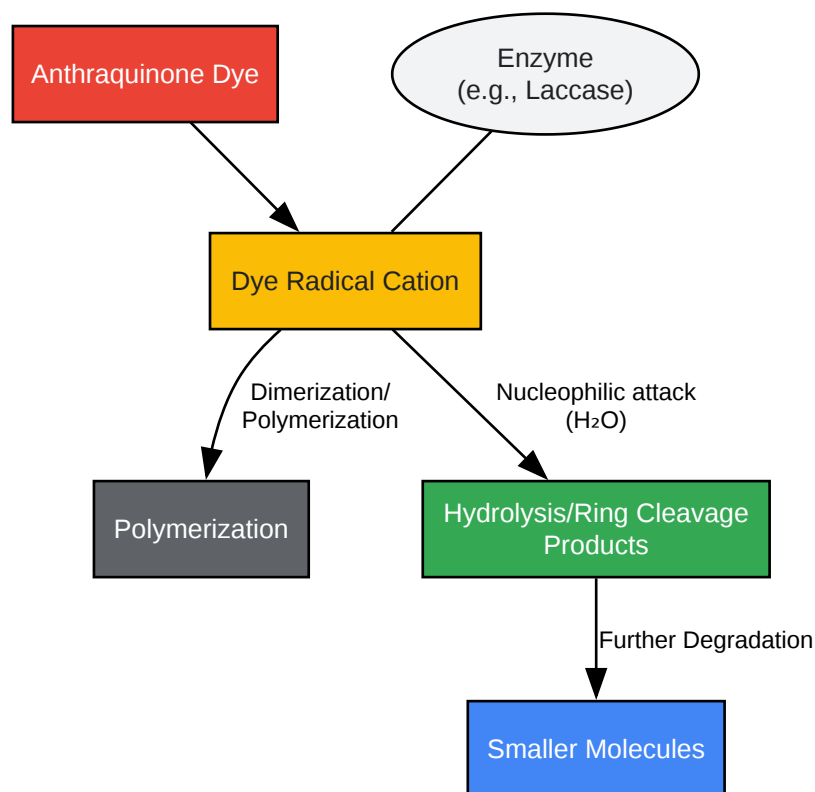 Anthraquinone Dye
Enzyme
(e.g., Laccase)
Dye Radical Cation
Dimerization/
Polymerization
Nucleophilic attack
(H₂O)
Polymerization
Hydrolysis/Ring Cleavage
Products
Further Degradation
Smaller Molecules